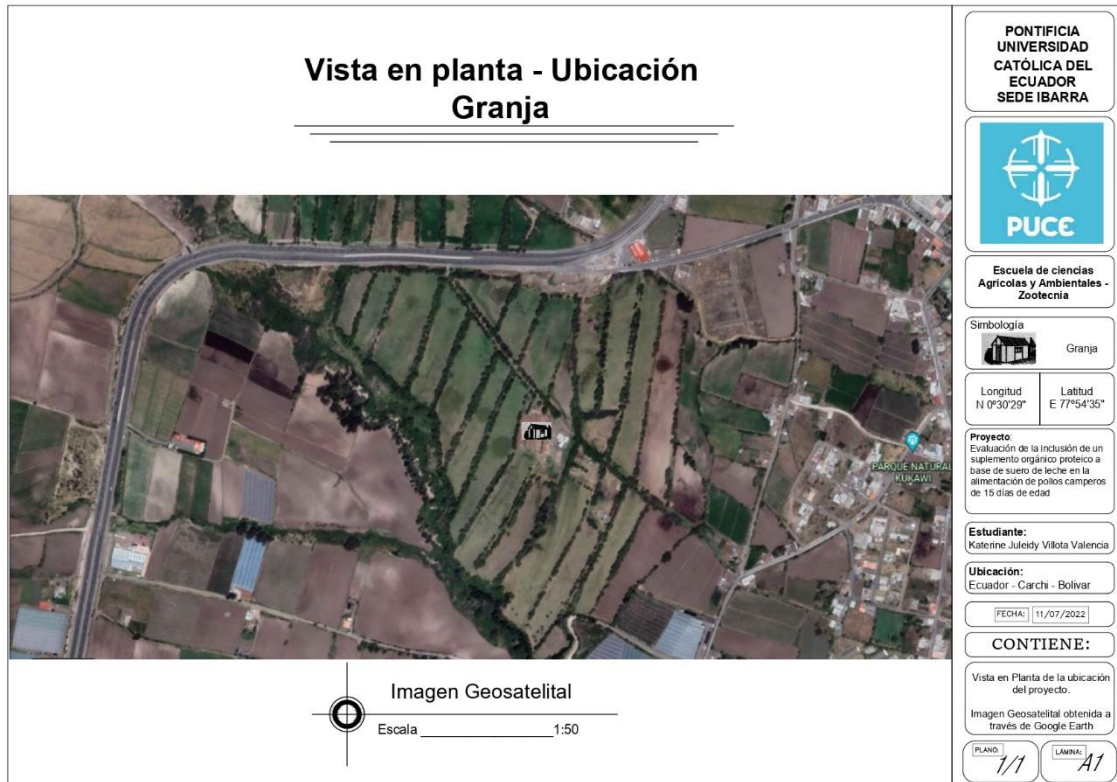 Vista en planta - Ubicación
Granja
PARQUE NATURAL
KUKAWI
Imagen Geosatelital
Escala 1:50
PONTIFICIA
UNIVERSIDAD
CATÓLICA DEL
ECUADOR
SEDE IBARRA
PUCE
Escuela de ciencias
Agrícolas y Ambientales -
Zootecnia
Simbología
Granja
Longitud
N 0º30'29"
Latitud
E 77º54'35"
Proyecto:
Evaluación de la inclusión de un
suplemento orgánico proteico a
base de suero de leche en la
alimentación de pollos camperos
de 15 días de edad
Estudiante:
Katerine Juleidy Villota Valencia
Ubicación:
Ecuador - Carchi - Bolivar
FECHA: 11/07/2022
CONTIENE:
Vista en Planta de la ubicación
del proyecto.
Imagen Geosatelital obtenida a
través de Google Earth
PLANO: 1/1
LÁMINA: A1